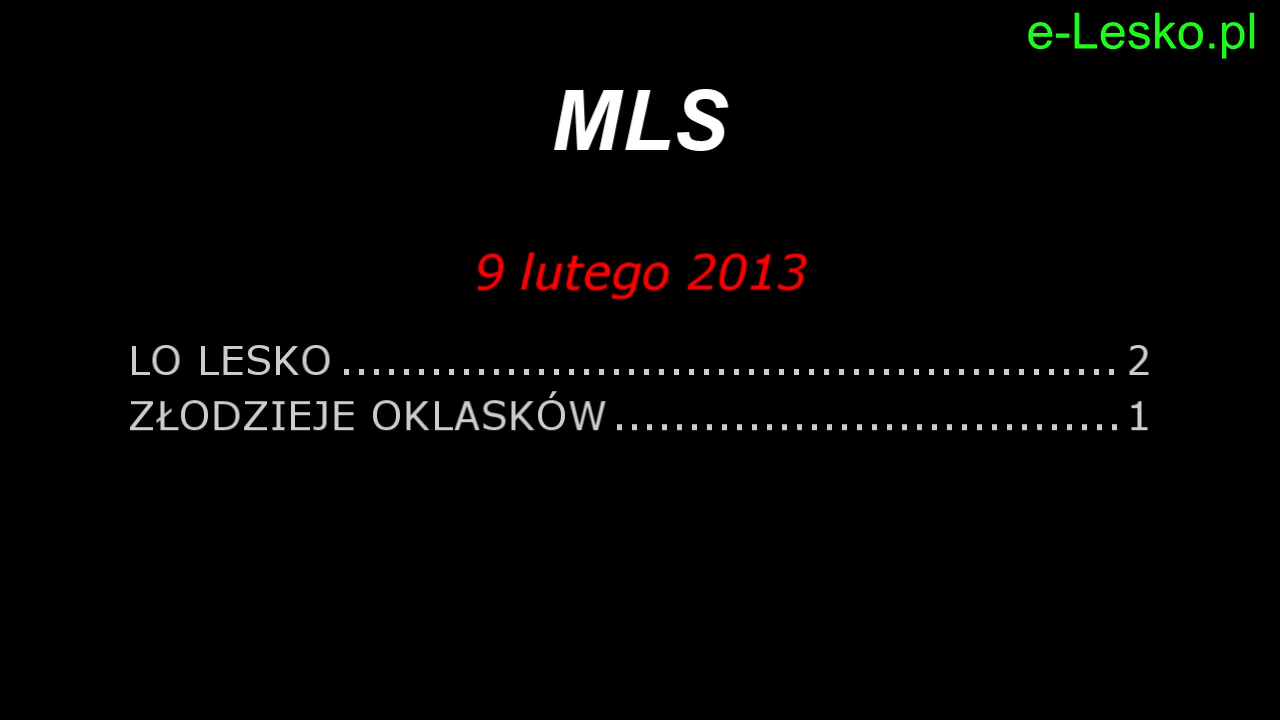 e-Lesko.pl
MLS
9 lutego 2013
LO LESKO .................................................... 2
ZŁODZIEJE OKLASKÓW .................................. 1